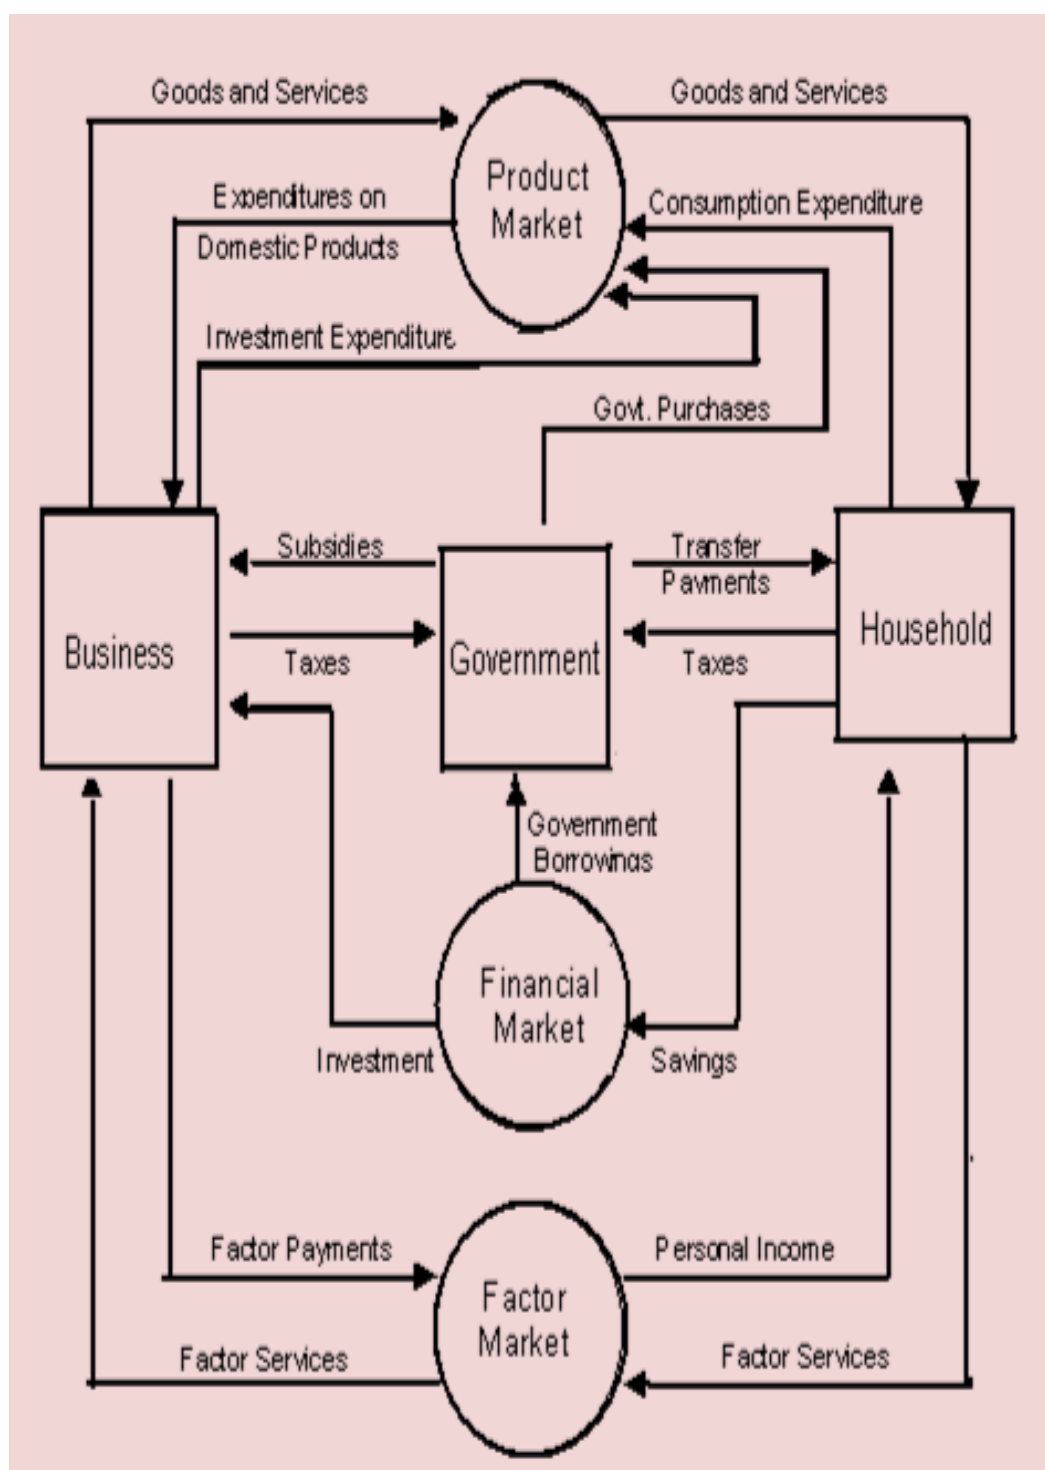 Goods and Services
Goods and Services
Product
Market
Expenditures on
Domestic Products
Consumption Expenditure
Investment Expenditure
Govt. Purchases
Subsidies
Transfer
Payments
Business
Government
Household
Taxes
Taxes
Government
Borrowings
Financial
Market
Investment
Savings
Factor Payments
Personal Income
Factor
Market
Factor Services
Factor Services